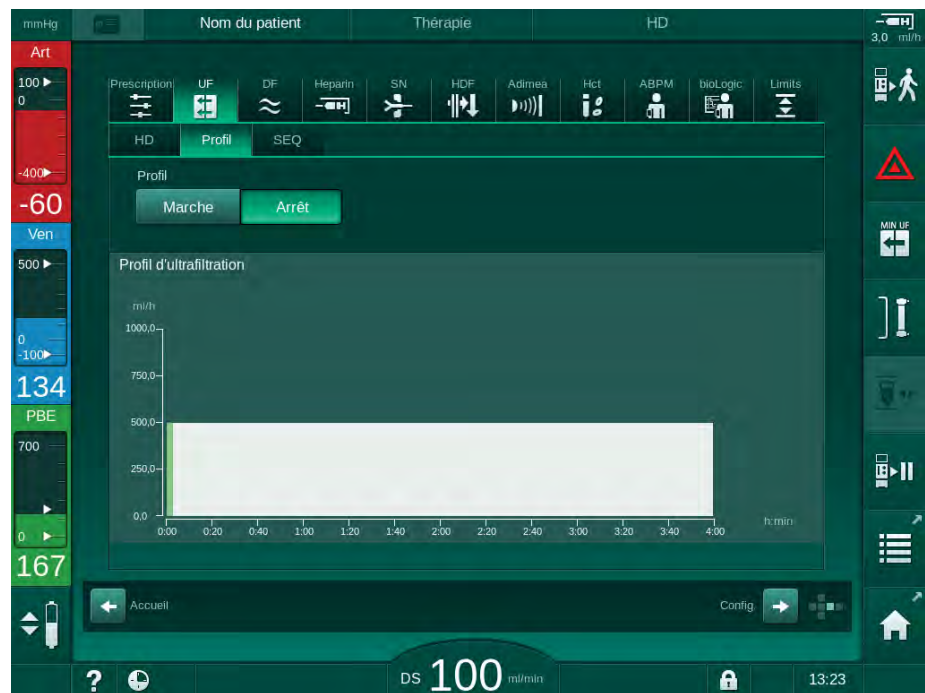 mmHg Nom du patient Thérapie HD
3,0 ml/h
Art
100
0
-400
-60
Ven
500
0
-100
134
PBE
700
0
167
Prescription UF DF Heparin SN HDF Adimea Hct ABPM bioLogic Limits
HD Profil SEQ
Profil
Marche Arrêt
Profil d'ultrafiltration
ml/h
1000,0
750,0
500,0
250,0
0,0
0:00 0:20 0:40 1:00 1:20 1:40 2:00 2:20 2:40 3:00 3:20 3:40 4:00 h:min
MIN UF
Accueil Config.
? DS 100 ml/min 13:23